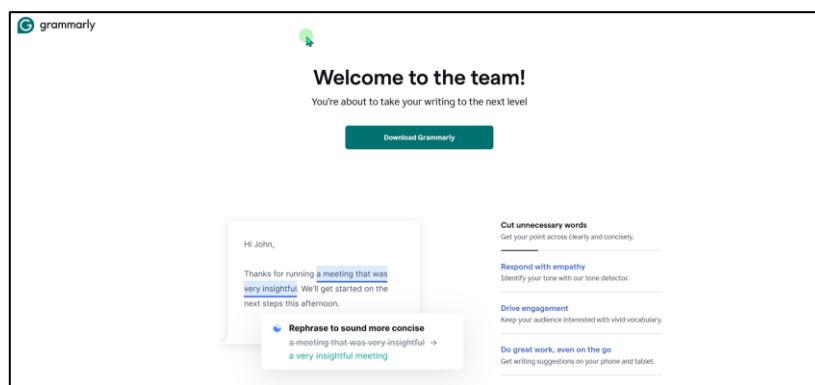 grammarly
Welcome to the team!
You're about to take your writing to the next level
Download Grammarly
Hi John,
Thanks for running a meeting that was
very insightful. We'll get started on the
next steps this afternoon.
Rephrase to sound more concise
a meeting that was very insightful →
a very insightful meeting
Cut unnecessary words
Get your point across clearly and concisely.
Respond with empathy
Identify your tone with our tone detector.
Drive engagement
Keep your audience interested with vivid vocabulary.
Do great work, even on the go
Get writing suggestions on your phone and tablet.